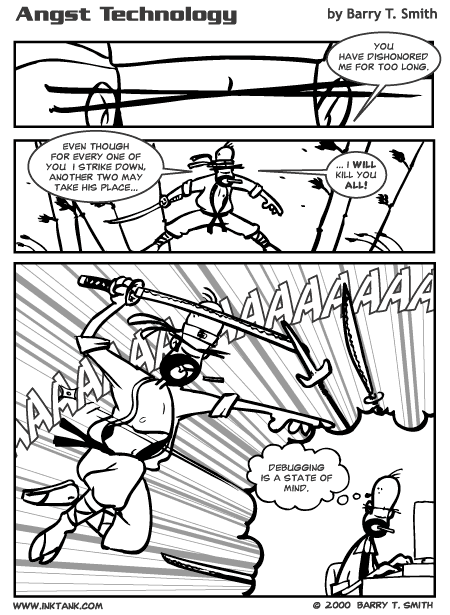 Angst Technology
by Barry T. Smith
YOU
HAVE DISHONORED
ME FOR TOO LONG.
EVEN THOUGH
FOR EVERY ONE OF
YOU I STRIKE DOWN,
ANOTHER TWO MAY
TAKE HIS PLACE...
... I WILL
KILL YOU
ALL!
AAAAAAAAAAAAAA
DEBUGGING
IS A STATE OF
MIND.
WWW.INKTANK.COM
© 2000 BARRY T. SMITH